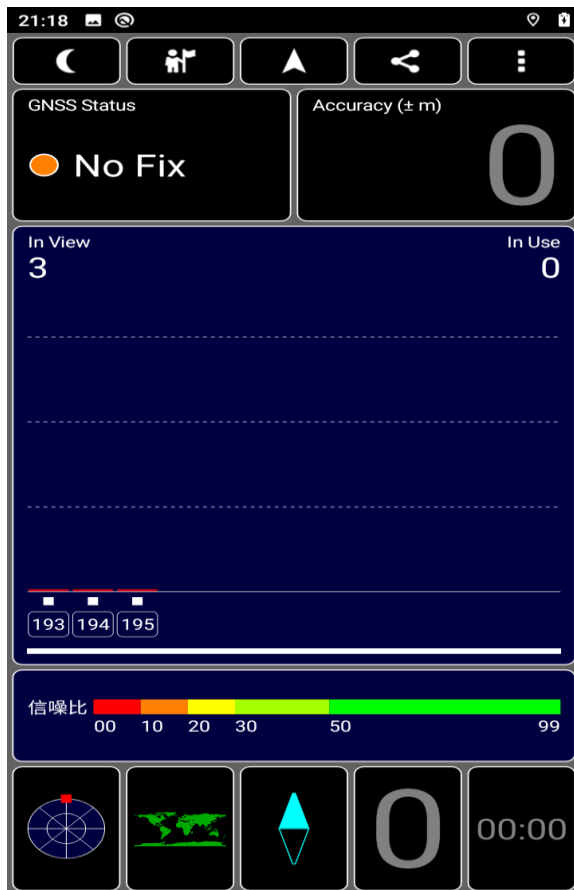 21:18
GNSS Status
Accuracy (± m)
No Fix
0
In View
In Use
3
0
193 194 195
信噪比
00 10 20 30 50 99
0
00:00